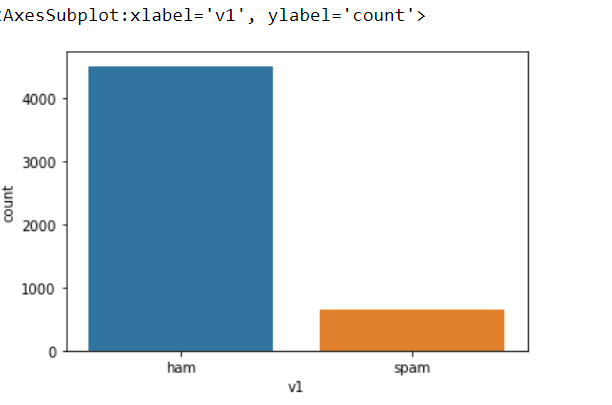 AxesSubplot:xlabel='v1', ylabel='count'>
4000
3000
2000
1000
0
count
ham spam
v1